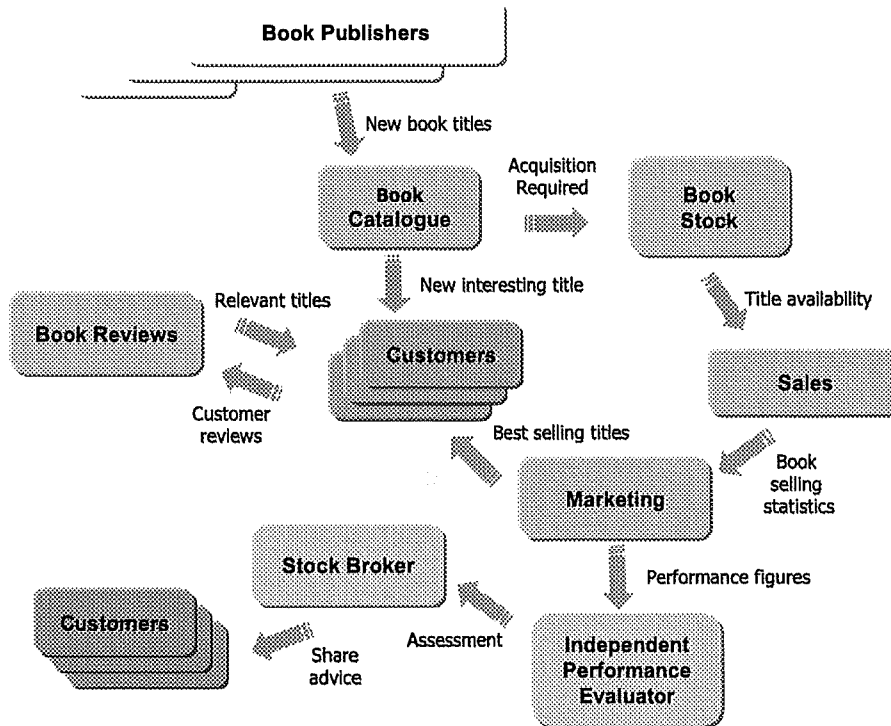 Book Publishers
New book titles
Acquisition
Required
Book
Catalogue
Book
Stock
New interesting title
Title availability
Relevant titles
Book Reviews
Customers
Sales
Customer
reviews
Best selling titles
Book
selling
statistics
Marketing
Stock Broker
Performance figures
Customers
Share
advice
Assessment
Independent
Performance
Evaluator